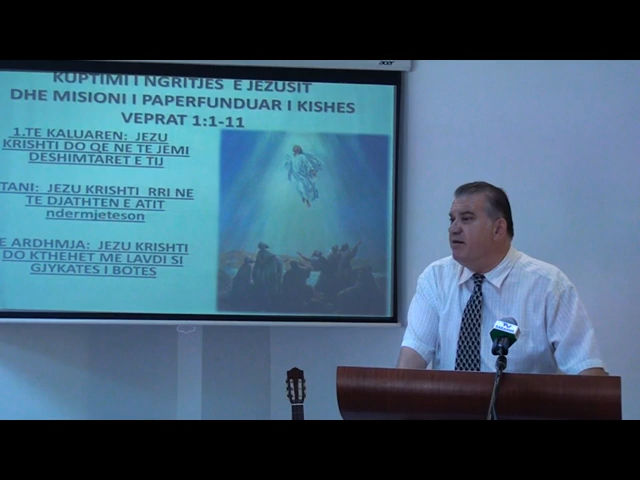 acer
KUPTIMI I NGRITJES E JEZUSIT
DHE MISIONI I PAPERFUNDUAR I KISHES
VEPRAT 1:1-11
1.TE KALUAREN: JEZU
KRISHTI DO QE NE TE JEMI
DESHIMTARET E TIJ
TANI: JEZU KRISHTI RRI NE
TE DJATHTEN E ATIT
ndermjeteson
E ARDHMJA: JEZU KRISHTI
DO KTHEHET ME LAVDI SI
GJYKATES I BOTES